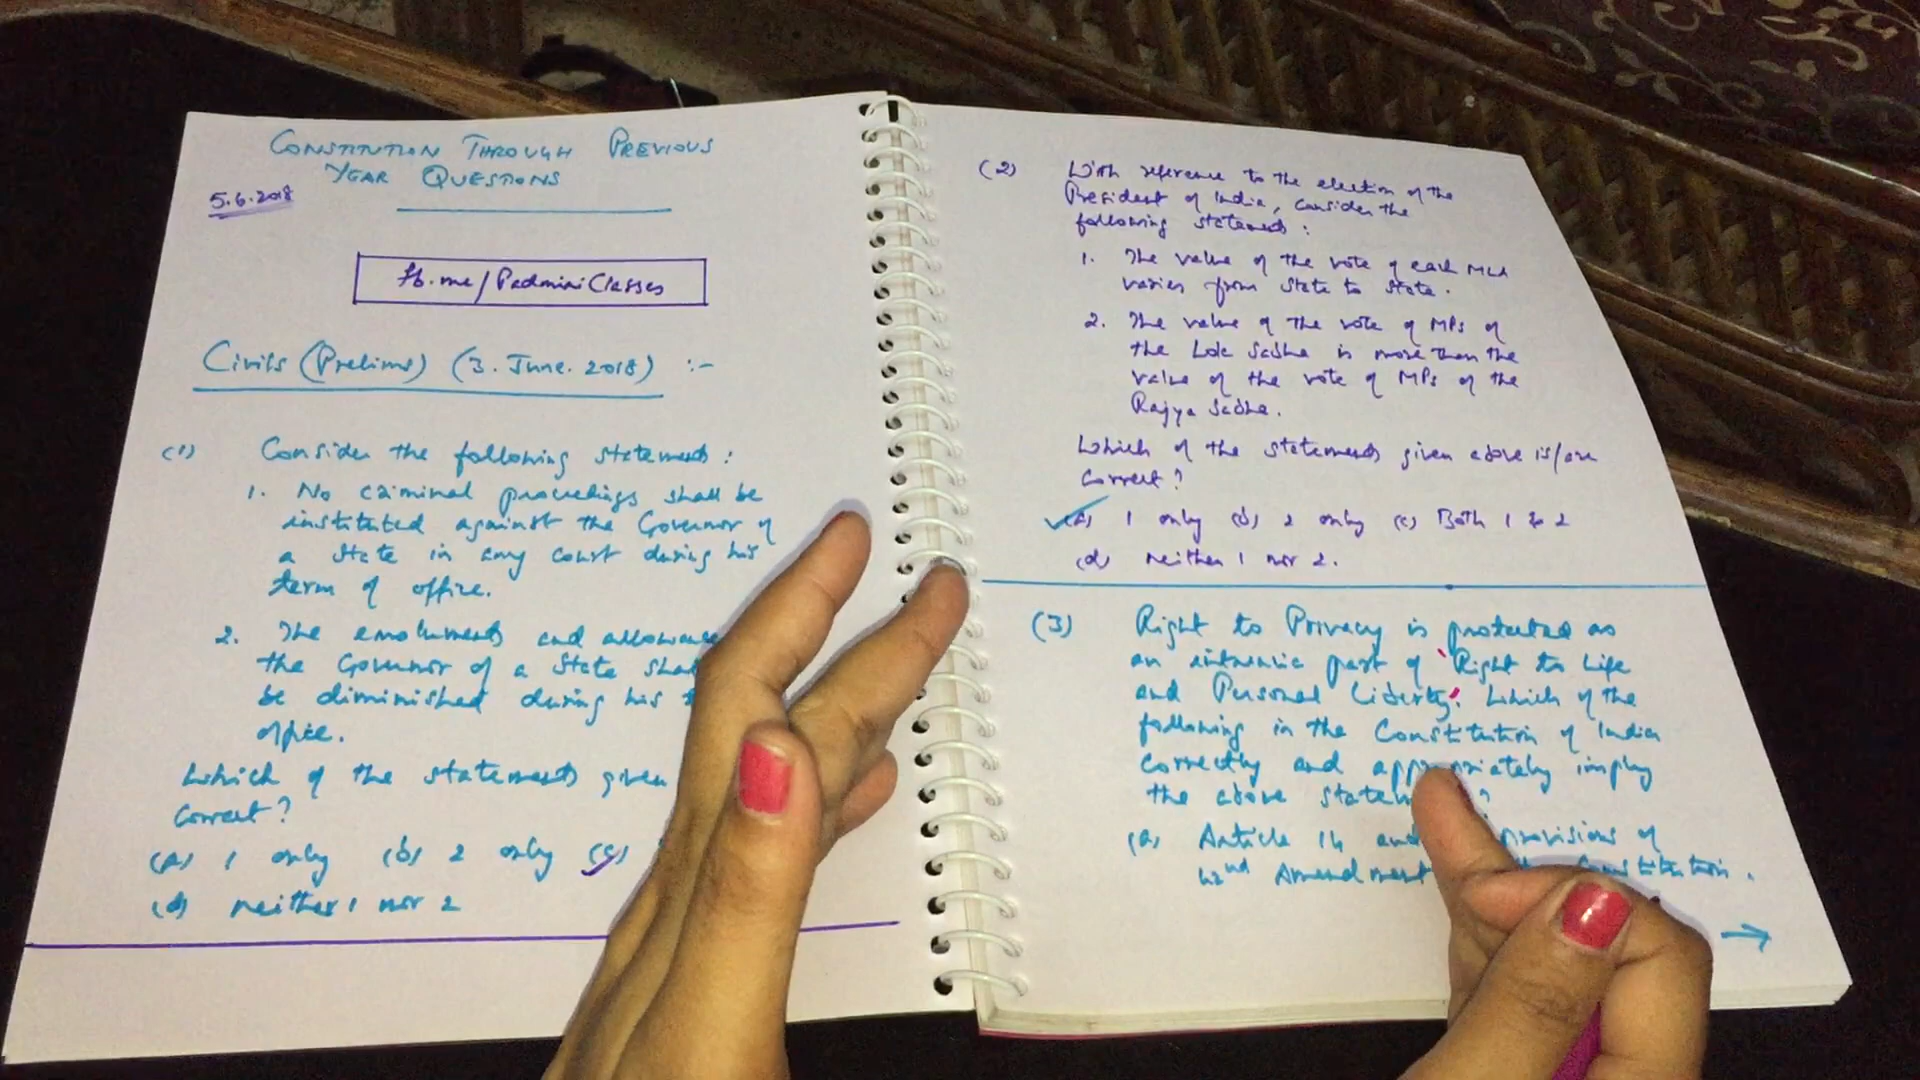 CONSTITUTION THROUGH PREVIOUS
YEAR QUESTIONS
5.6.2018
fb.me/PadminiClasses
Civils (Prelims) (3. June. 2018) :-
(1) Consider the following statements:
1. No criminal proceedings shall be
instituted against the Governor of
a State in any court during his
term of office.
2. The emoluments and
the Governor of a State
be diminished during his
office.
Which of the statements given
correct?
(a) 1 only (b) 2 only (c)
(d) neither 1 nor 2
(2) With reference to the election of the
President of India, consider the
following statements:
1. The value of the vote of each MLA
varies from State to State.
2. The value of the vote of MPs of
the Lok Sabha is more than the
value of the vote of MPs of the
Rajya Sabha.
Which of the statements given above is/are
correct?
(a) 1 only (b) 2 only (c) Both 1 & 2
(d) neither 1 nor 2.
(3) Right to Privacy is protected as
an intrinsic part of 'Right to Life
and Personal Liberty'. Which of the
following in the Constitution of India
correctly and appropriately imply
the above
(a) Article 14 and provisions of
42nd Amendment Constitution.
→